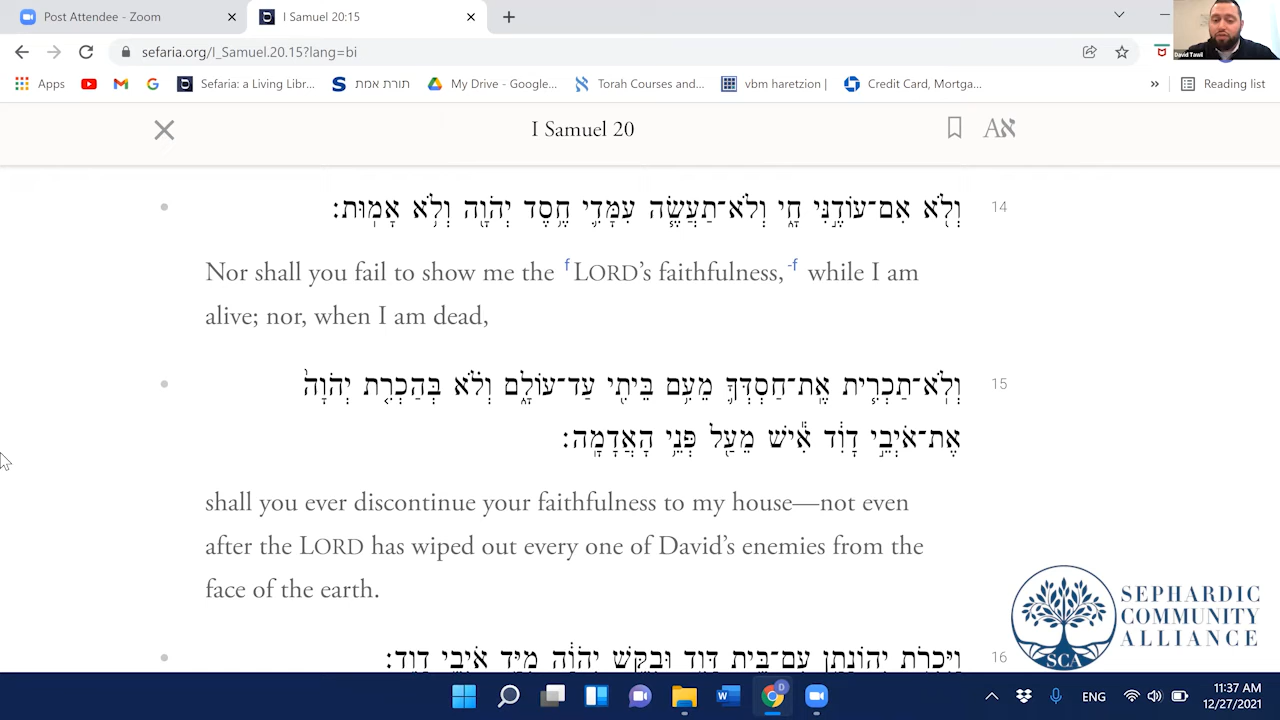 Post Attendee - Zoom
I Samuel 20:15
sefaria.org/I_Samuel.20.15?lang=bi
David Tawil
Apps
Sefaria: a Living Libr...
תורת אמת
My Drive - Google...
Torah Courses and...
vbm haretzion |
Credit Card, Mortga...
»
Reading list
I Samuel 20
Aא
14
וְלֹ֖א אִם־עוֹדֶ֣נִּי חָ֑י וְלֹא־תַעֲשֶׂ֧ה עִמָּדִ֛י חֶ֥סֶד יְהֹוָ֖ה וְלֹ֥א אָמֽוּת׃
Nor shall you fail to show me the f LORD’s faithfulness, -f while I am
alive; nor, when I am dead,
15
וְלֹֽא־תַכְרִ֧ית אֶֽת־חַסְדְּךָ֛ מֵעִ֥ם בֵּיתִ֖י עַד־עוֹלָ֑ם וְלֹ֗א בְּהַכְרִ֤ת יְהֹוָה֙
אֶת־אֹיְבֵ֣י דָוִ֔ד אִ֕ישׁ מֵעַ֖ל פְּנֵ֥י הָאֲדָמָֽה׃
shall you ever discontinue your faithfulness to my house—not even
after the LORD has wiped out every one of David’s enemies from the
face of the earth.
16
וַיִּכְרֹ֥ת יְהוֹנָתָ֖ן עִם־בֵּ֣ית דָּוִ֑ד וּבִקֵּ֣שׁ יְהֹוָ֔ה מִיַּ֖ד אֹיְבֵ֥י דָוִֽד׃
SEPHARDIC
COMMUNITY
ALLIANCE
SCA
ENG
11:37 AM
12/27/2021